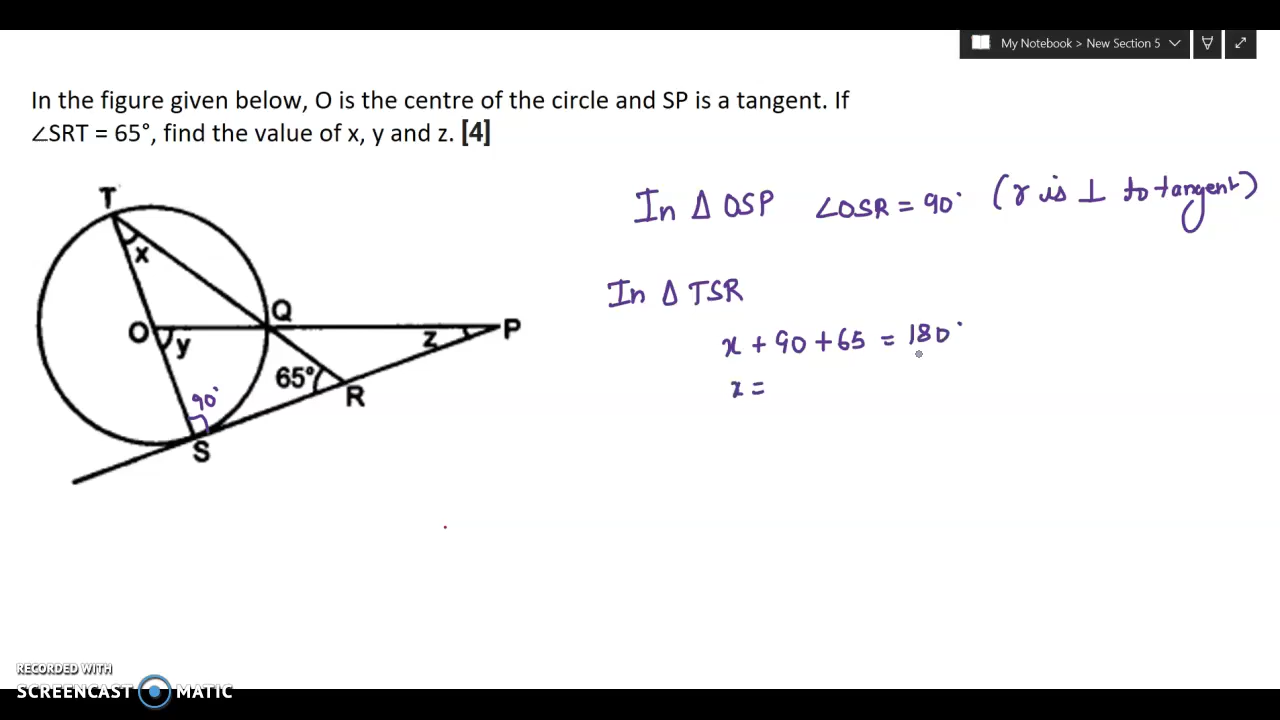 My Notebook > New Section 5
In the figure given below, O is the centre of the circle and SP is a tangent. If
∠SRT = 65°, find the value of x, y and z. [4]
In Δ OSP ∠OSR = 90° (r is ⊥ to tangent)
In Δ TSR
x + 90 + 65 = 180°
x =
T
x
Q
O
y
z
P
65°
R
90°
S
RECORDED WITH
SCREENCAST MATIC